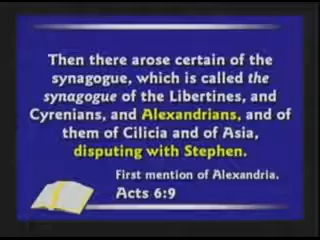 Then there arose certain of the
synagogue, which is called the
synagogue of the Libertines, and
Cyrenians, and Alexandrians, and of
them of Cilicia and of Asia,
disputing with Stephen.
First mention of Alexandria.
Acts 6:9